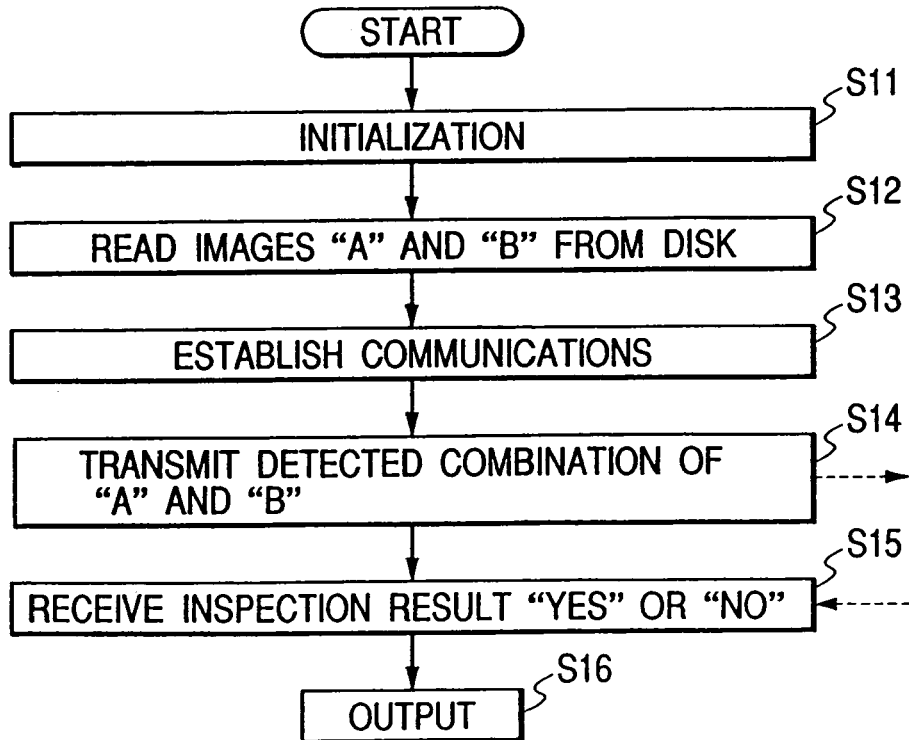 START
S11
INITIALIZATION
S12
READ IMAGES “A” AND “B” FROM DISK
S13
ESTABLISH COMMUNICATIONS
S14
TRANSMIT DETECTED COMBINATION OF
“A” AND “B”
S15
RECEIVE INSPECTION RESULT “YES” OR “NO”
S16
OUTPUT